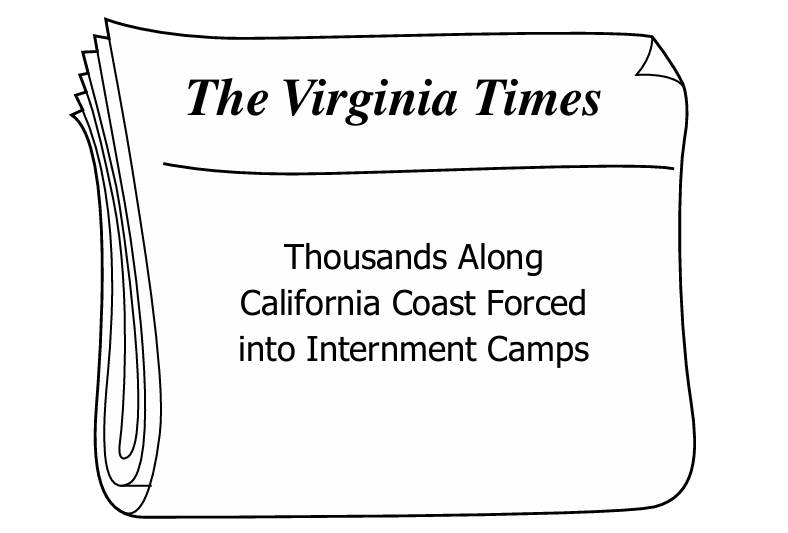 The Virginia Times
Thousands Along
California Coast Forced
into Internment Camps